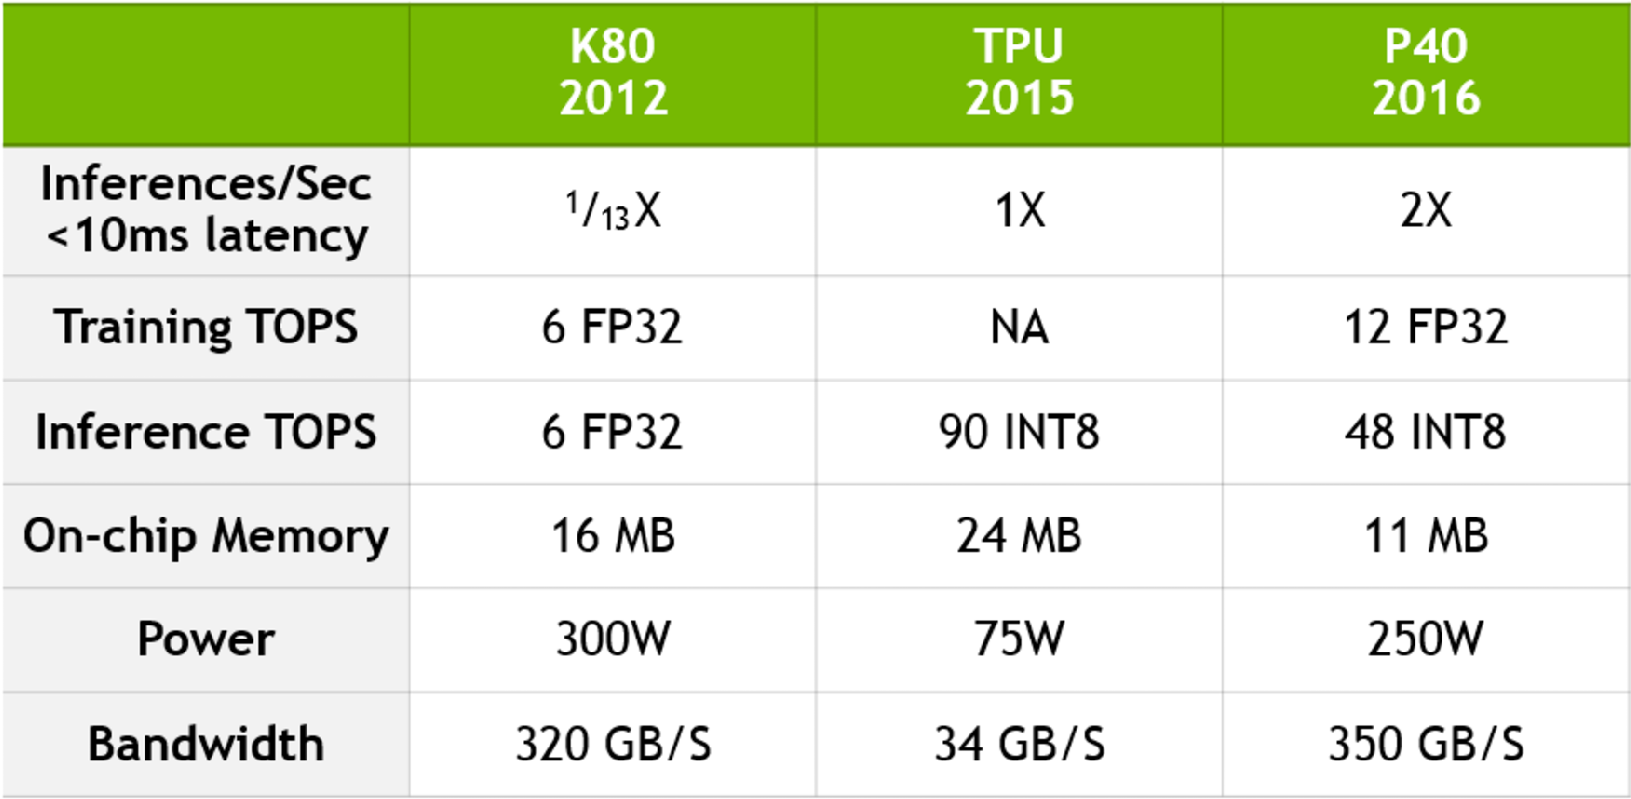 K80 TPU P40
2012 2015 2016
Inferences/Sec
<10ms latency ¹/₁₃X 1X 2X
Training TOPS 6 FP32 NA 12 FP32
Inference TOPS 6 FP32 90 INT8 48 INT8
On-chip Memory 16 MB 24 MB 11 MB
Power 300W 75W 250W
Bandwidth 320 GB/S 34 GB/S 350 GB/S